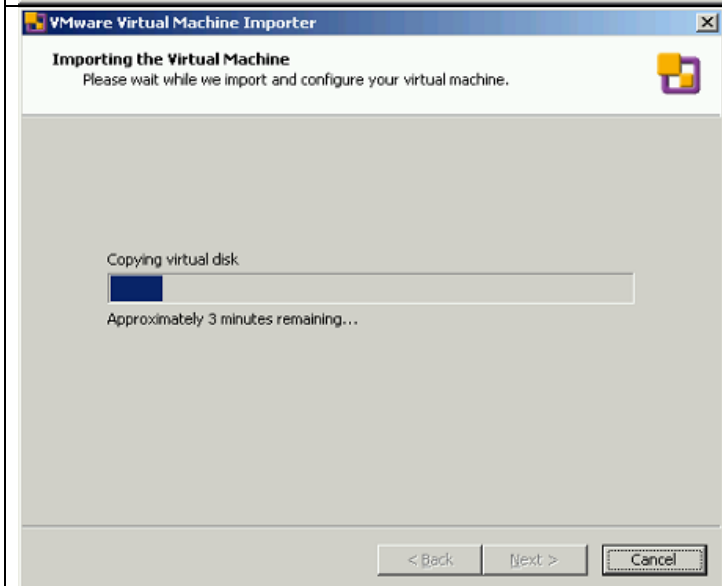 VMware Virtual Machine Importer
Importing the Virtual Machine
Please wait while we import and configure your virtual machine.
Copying virtual disk
Approximately 3 minutes remaining...
< Back Next > Cancel